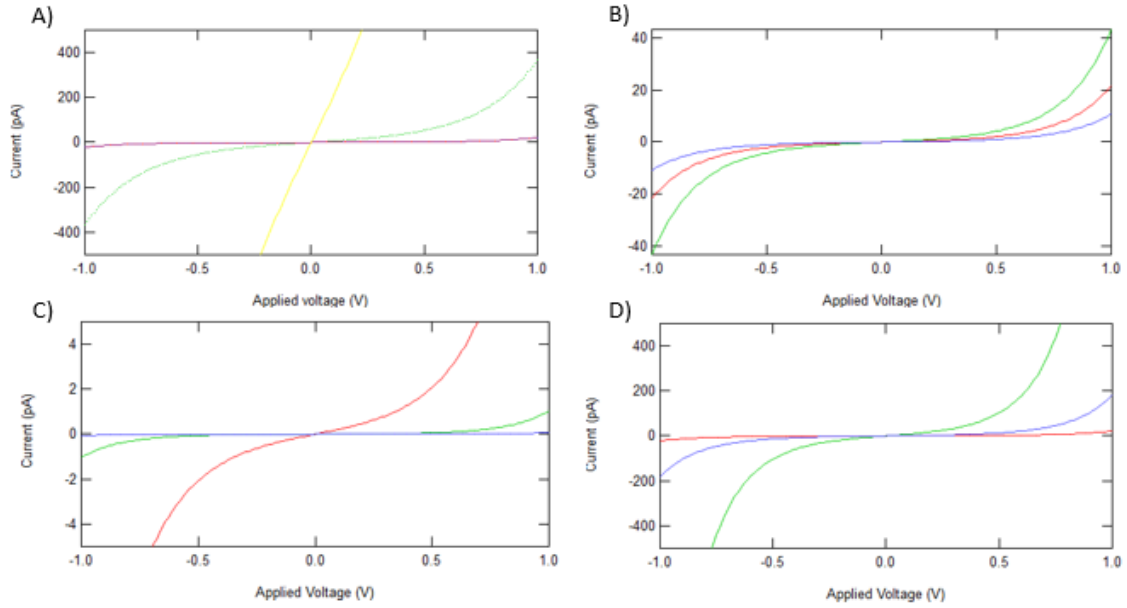 A)
400
200
0
-200
-400
Current (pA)
-1.0 -0.5 0.0 0.5 1.0
Applied voltage (V)
B)
40
20
0
-20
-40
Current (pA)
-1.0 -0.5 0.0 0.5 1.0
Applied Voltage (V)
C)
4
2
0
-2
-4
Current (pA)
-1.0 -0.5 0.0 0.5 1.0
Applied Voltage (V)
D)
400
200
0
-200
-400
Current (pA)
-1.0 -0.5 0.0 0.5 1.0
Applied Voltage (V)